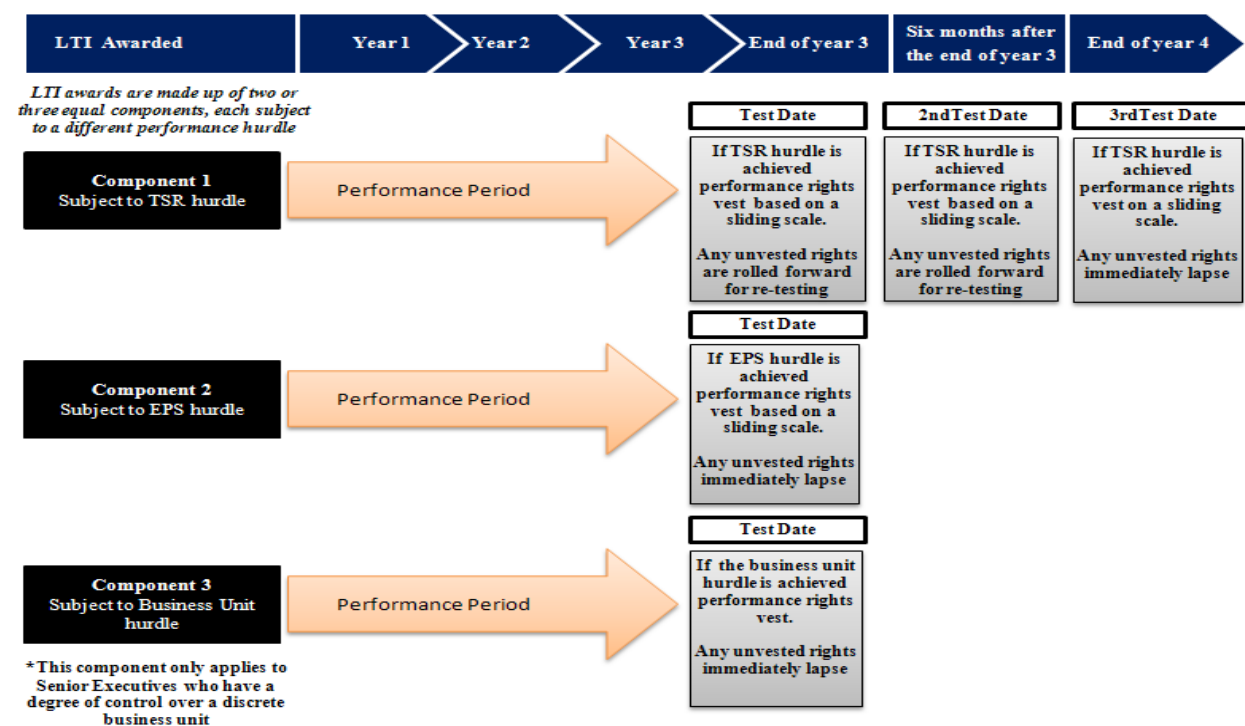 LTI Awarded
Year 1
Year 2
Year 3
End of year 3
Six months after
the end of year 3
End of year 4
LTI awards are made up of two or
three equal components, each subject
to a different performance hurdle
Component 1
Subject to TSR hurdle
Performance Period
Test Date
If TSR hurdle is
achieved
performance rights
vest based on a
sliding scale.
Any unvested rights
are rolled forward
for re-testing
2nd Test Date
If TSR hurdle is
achieved
performance rights
vest based on a
sliding scale.
Any unvested rights
are rolled forward
for re-testing
3rd Test Date
If TSR hurdle is
achieved
performance rights
vest on a sliding
scale.
Any unvested rights
immediately lapse
Component 2
Subject to EPS hurdle
Performance Period
Test Date
If EPS hurdle is
achieved
performance rights
vest based on a
sliding scale.
Any unvested rights
immediately lapse
Component 3
Subject to Business Unit
hurdle
Performance Period
Test Date
If the business unit
hurdle is achieved
performance rights
vest.
Any unvested rights
immediately lapse
*This component only applies to
Senior Executives who have a
degree of control over a discrete
business unit